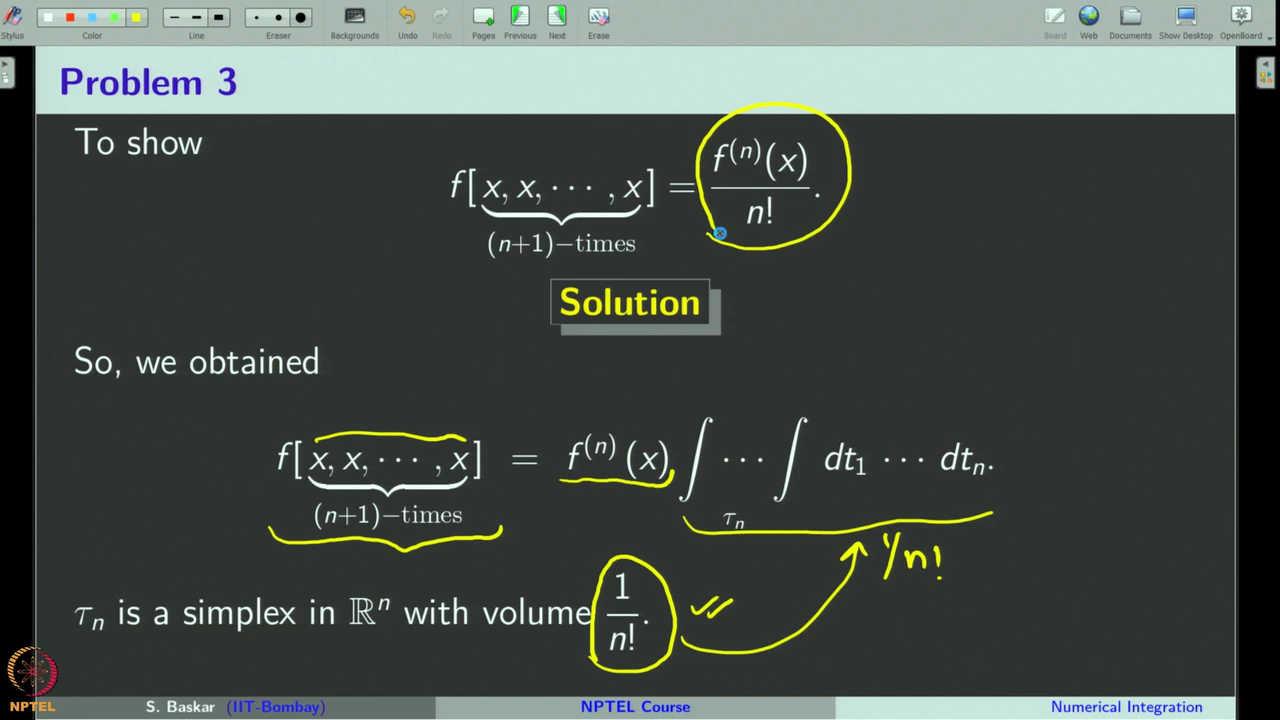 Stylus Color Line Eraser Backgrounds Undo Redo Pages Previous Next Erase Board Web Documents Show Desktop OpenBoard
Problem 3
To show
f[x, x, ⋯ , x] = f⁽ⁿ⁾(x) / n!.
(n+1)−times
Solution
So, we obtained
f[x, x, ⋯ , x] = f⁽ⁿ⁾(x) ∫ ⋯ ∫ dt₁ ⋯ dtₙ.
(n+1)−times τₙ
1/n!
τₙ is a simplex in ℝⁿ with volume 1/n!.
NPTEL
S. Baskar (IIT-Bombay) NPTEL Course Numerical Integration